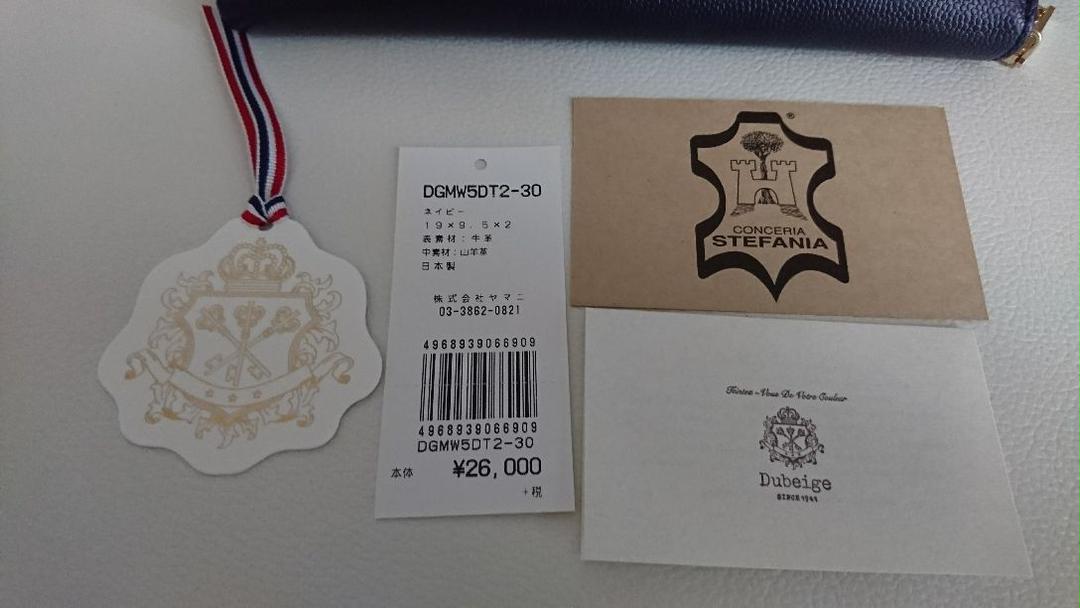 DGMW5DT2-30
ネイビー
19×9.5×2
表素材：牛革
中素材：山羊革
日本製
株式会社ヤマニ
03-3862-0821
4968939066909
4968939066909
DGMW5DT2-30
本体 ¥26,000
+税
®
CONCERIA
STEFANIA
Teintez-Vous De Votre Couleur
Dubeige
SINCE 1941